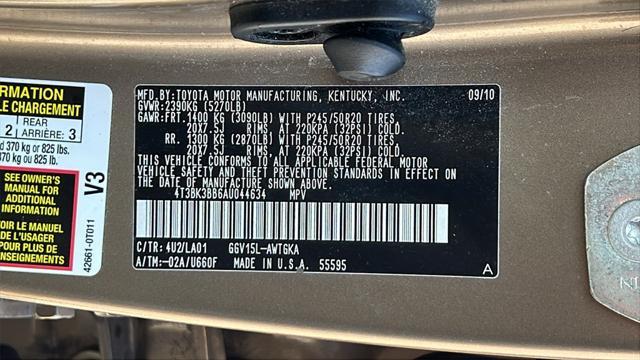 FORMATION
LE CHARGEMENT
REAR
2 ARRIÈRE: 3
370 kg or 825 lbs.
370 kg ou 825 lb.
SEE OWNER'S
MANUAL FOR
ADDITIONAL
INFORMATION
VOIR LE MANUEL
DE L'USAGER
POUR PLUS DE
V3
42661-0T011
MFD.BY:TOYOTA MOTOR MANUFACTURING, KENTUCKY, INC. 09/10
GVWR:2390KG (5270LB)
GAWR:FRT.1400 KG (3090LB) WITH P245/50R20 TIRES,
20X7.5J RIMS, AT 220KPA (32PSI) COLD.
RR. 1300 KG (2870LB) WITH P245/50R20 TIRES,
20X7.5J RIMS, AT 220KPA (32PSI) COLD.
THIS VEHICLE CONFORMS TO ALL APPLICABLE FEDERAL MOTOR
VEHICLE SAFETY AND THEFT PREVENTION STANDARDS IN EFFECT ON
THE DATE OF MANUFACTURE SHOWN ABOVE.
4T3BK3BB6AU044634 MPV
C/TR: 4U2/LA01 GGV15L-AWTGKA
A/TM:-02A/U660F MADE IN U.S.A. 55595
A